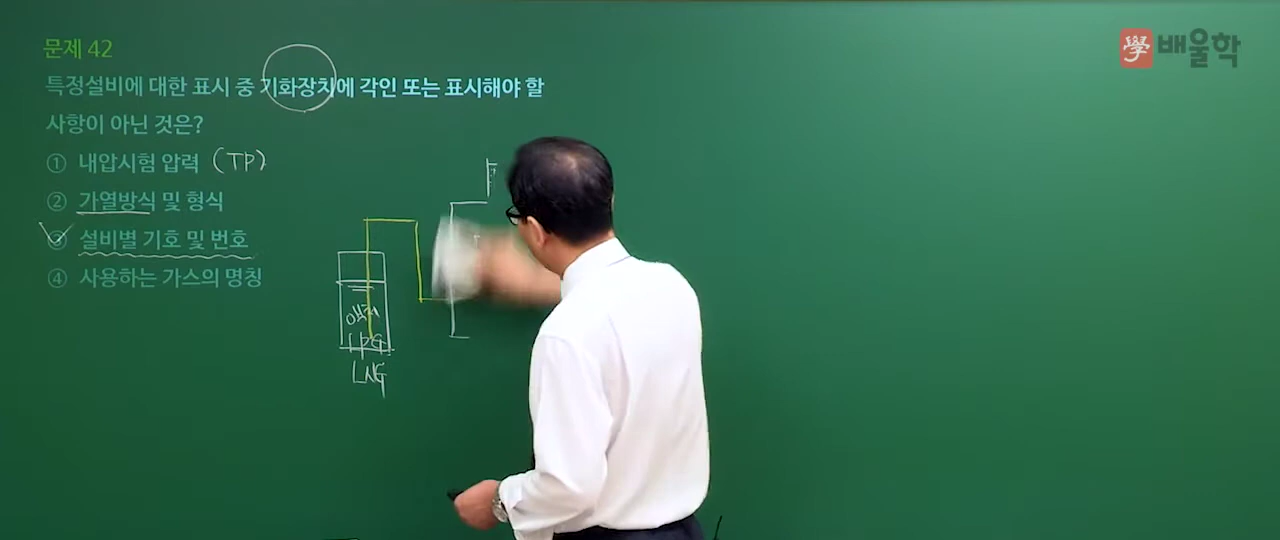 문제 42
특정설비에 대한 표시 중 기화장치에 각인 또는 표시해야 할
사항이 아닌 것은?
① 내압시험 압력 (TP)
② 가열방식 및 형식
③ 설비별 기호 및 번호
④ 사용하는 가스의 명칭
액체
LPG
LNG
學 배울학